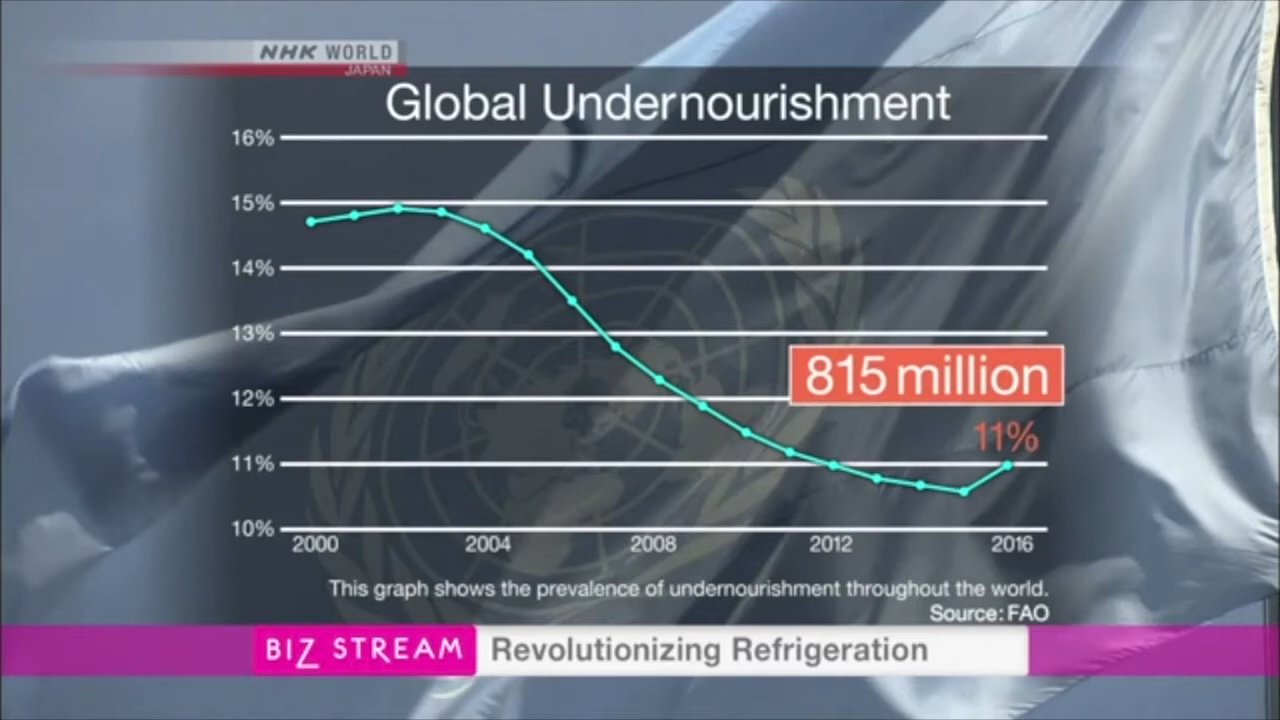 NHK WORLD
JAPAN
Global Undernourishment
16%
15%
14%
13%
12%
11%
10%
815 million
11%
2000 2004 2008 2012 2016
This graph shows the prevalence of undernourishment throughout the world.
Source: FAO
BIZ STREAM Revolutionizing Refrigeration